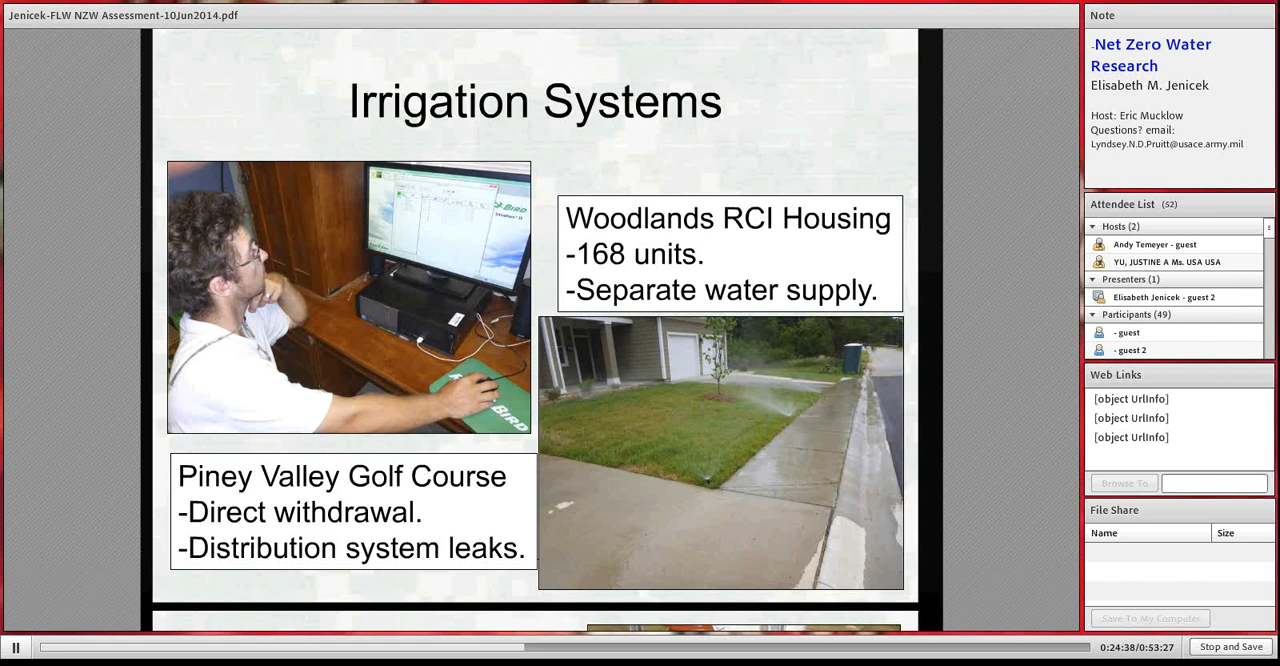 Jenicek-FLW NZW Assessment-10Jun2014.pdf
Irrigation Systems
BIRD
BIRD
Woodlands RCI Housing
-168 units.
-Separate water supply.
Piney Valley Golf Course
-Direct withdrawal.
-Distribution system leaks.
Note
-Net Zero Water
Research
Elisabeth M. Jenicek
Host: Eric Mucklow
Questions? email:
Lyndsey.N.D.Pruitt@usace.army.mil
Attendee List (52)
Hosts (2)
Andy Temeyer - guest
YU, JUSTINE A Ms. USA USA
Presenters (1)
Elisabeth Jenicek - guest 2
Participants (49)
- guest
- guest 2
Web Links
[object UrlInfo]
[object UrlInfo]
[object UrlInfo]
Browse To
File Share
Name Size
Save To My Computer
0:24:38/0:53:27 Stop and Save